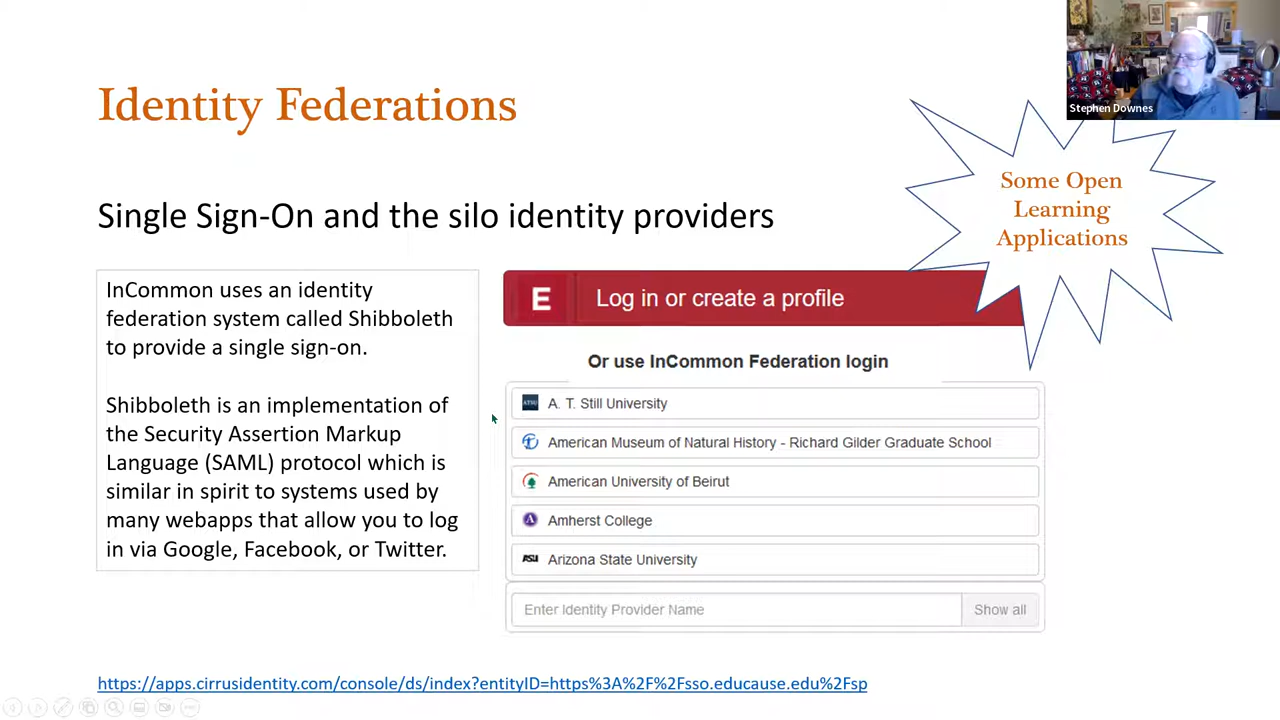 Stephen Downes
Identity Federations
Some Open
Learning
Applications
Single Sign-On and the silo identity providers
InCommon uses an identity
federation system called Shibboleth
to provide a single sign-on.
Shibboleth is an implementation of
the Security Assertion Markup
Language (SAML) protocol which is
similar in spirit to systems used by
many webapps that allow you to log
in via Google, Facebook, or Twitter.
E Log in or create a profile
Or use InCommon Federation login
ATSU A. T. Still University
American Museum of Natural History - Richard Gilder Graduate School
American University of Beirut
A Amherst College
ASU Arizona State University
Enter Identity Provider Name Show all
https://apps.cirrusidentity.com/console/ds/index?entityID=https%3A%2F%2Fsso.educause.edu%2Fsp